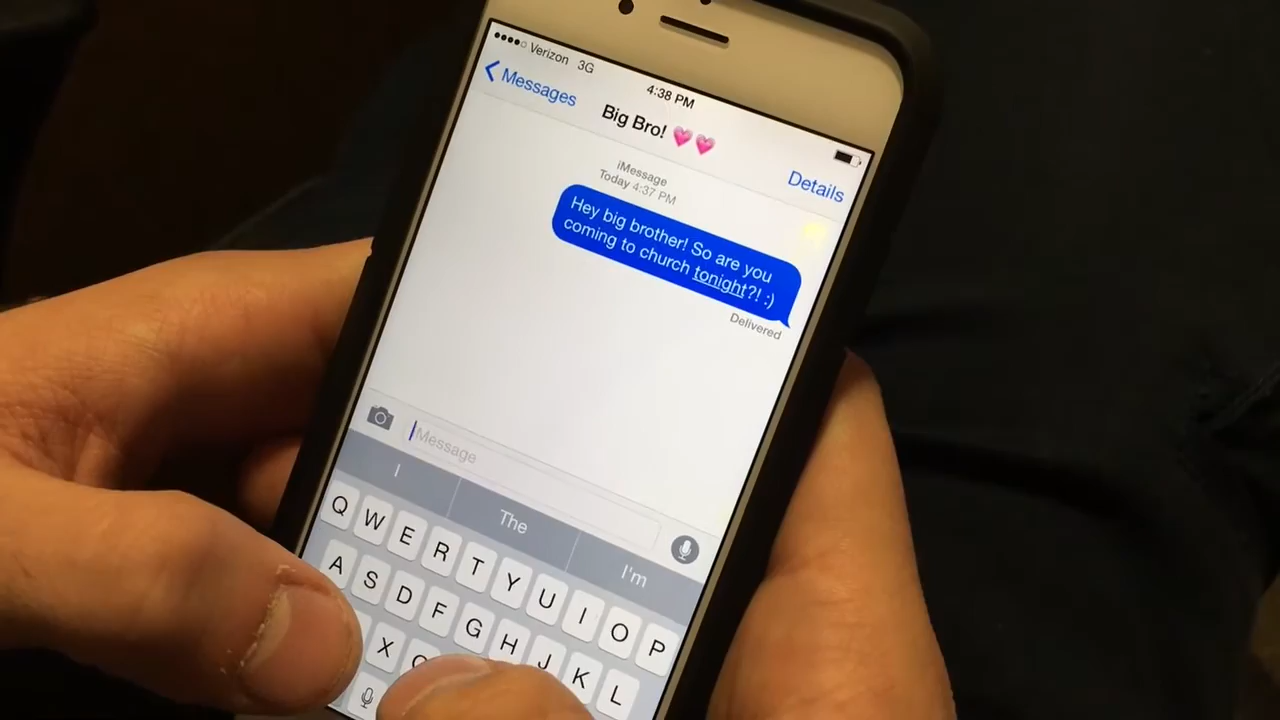 Verizon 3G
4:38 PM
Messages
Big Bro! 💗💗
Details
iMessage
Today 4:37 PM
Hey big brother! So are you
coming to church tonight?! :)
Delivered
Message
I The I'm
Q W E R T Y U I O P
A S D F G H J K L
X